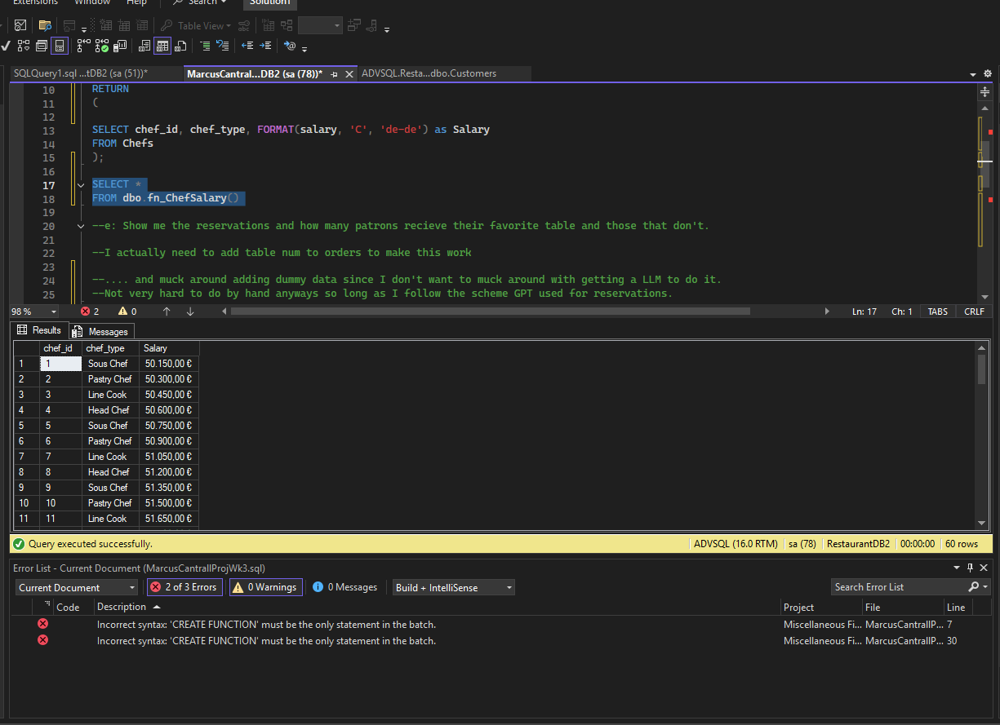 Extensions Window Help Search Solution1
Table View
SQLQuery1.sql ...tDB2 (sa (51))* MarcusCantral...DB2 (sa (78))* ADVSQL.Resta...dbo.Customers
10 RETURN
11 (
12
13 SELECT chef_id, chef_type, FORMAT(salary, 'C', 'de-de') as Salary
14 FROM Chefs
15 );
16
17 SELECT *
18 FROM dbo.fn_ChefSalary()
19
20 --e: Show me the reservations and how many patrons recieve their favorite table and those that don't.
21
22 --I actually need to add table num to orders to make this work
23
24 --.... and muck around adding dummy data since I don't want to muck around with getting a LLM to do it.
25 --Not very hard to do by hand anyways so long as I follow the scheme GPT used for reservations.
98 % 2 0 Ln: 17 Ch: 1 TABS CRLF
Results Messages
chef_id chef_type Salary
1 1 Sous Chef 50.150,00 €
2 2 Pastry Chef 50.300,00 €
3 3 Line Cook 50.450,00 €
4 4 Head Chef 50.600,00 €
5 5 Sous Chef 50.750,00 €
6 6 Pastry Chef 50.900,00 €
7 7 Line Cook 51.050,00 €
8 8 Head Chef 51.200,00 €
9 9 Sous Chef 51.350,00 €
10 10 Pastry Chef 51.500,00 €
11 11 Line Cook 51.650,00 €
Query executed successfully. ADVSQL (16.0 RTM) sa (78) RestaurantDB2 00:00:00 60 rows
Error List - Current Document (MarcusCantrallProjWk3.sql)
Current Document 2 of 3 Errors 0 Warnings 0 Messages Build + IntelliSense Search Error List
Code Description Project File Line
Incorrect syntax: 'CREATE FUNCTION' must be the only statement in the batch. Miscellaneous Fi... MarcusCantrallP... 7
Incorrect syntax: 'CREATE FUNCTION' must be the only statement in the batch. Miscellaneous Fi... MarcusCantrallP... 30